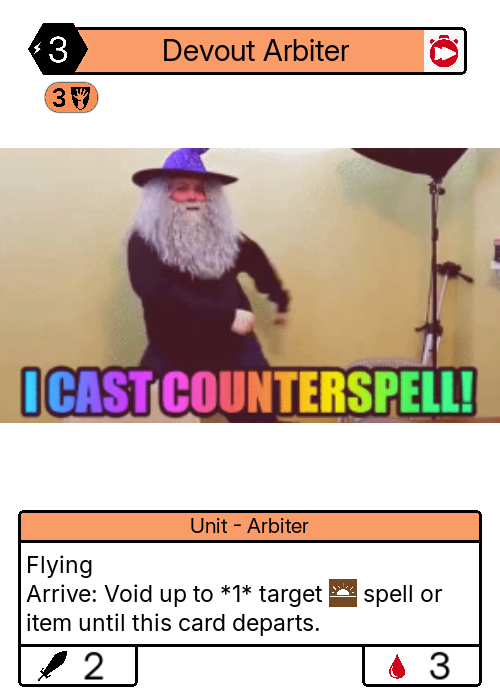 3 Devout Arbiter
3
I CAST COUNTERSPELL!
Unit - Arbiter
Flying
Arrive: Void up to *1* target spell or
item until this card departs.
2 3